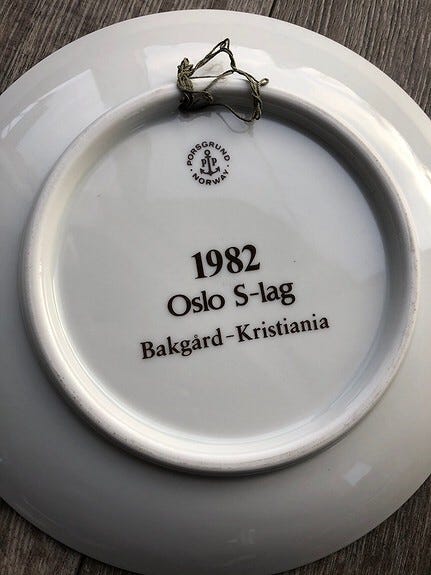 PORSGRUND
PP
NORWAY
1982
Oslo S-lag
Bakgård-Kristiania